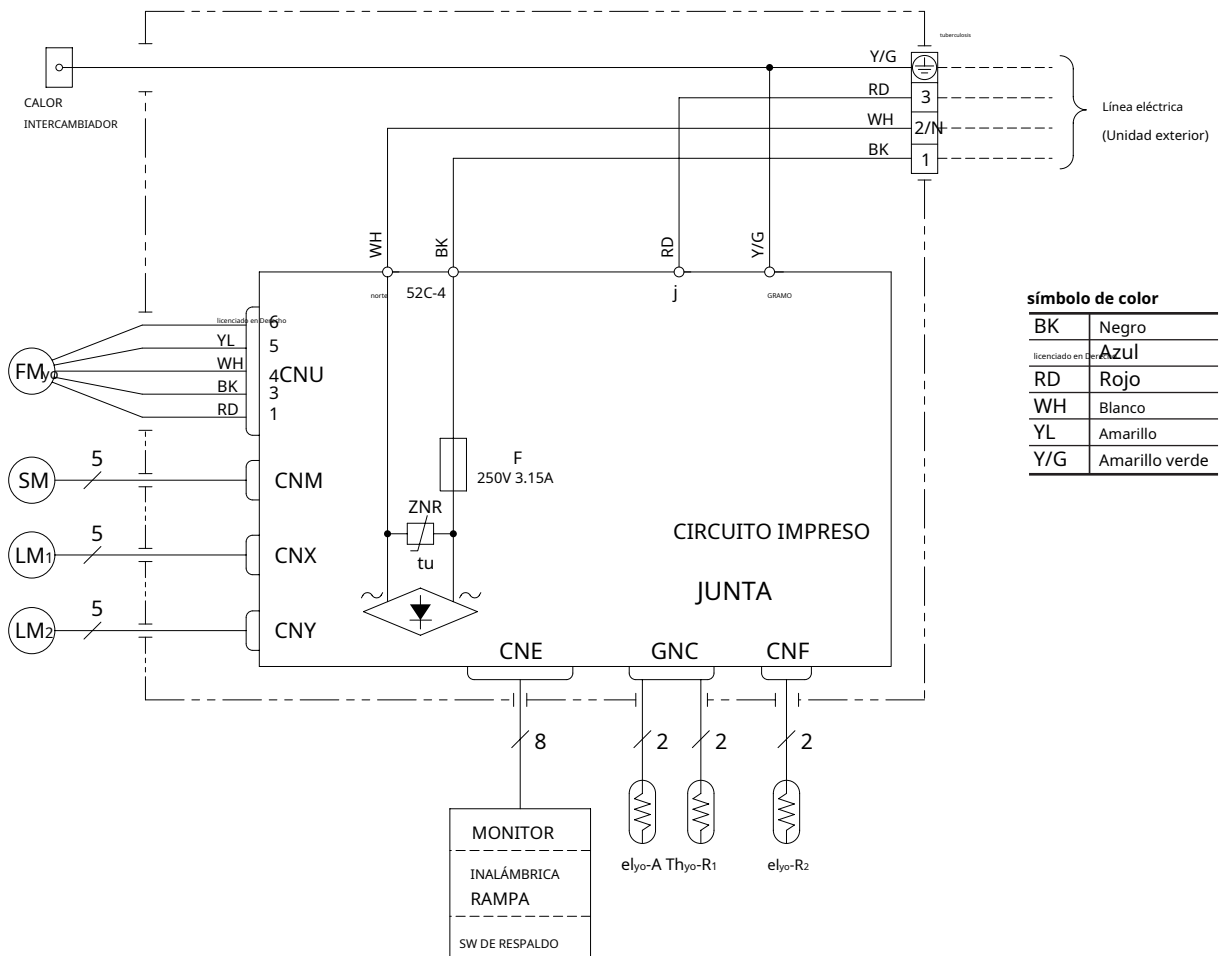 tuberculosis
Y/G
RD
3
WH
2/N
BK
1
CALOR
INTERCAMBIADOR
Línea eléctrica
(Unidad exterior)
WH
BK
RD
Y/G
norte
52C-4
j
GRAMO
símbolo de color
BK Negro
licenciado en Derecho Azul
RD Rojo
WH Blanco
YL Amarillo
Y/G Amarillo verde
licenciado en Derecho
6
YL 5
WH 4
BK 3
RD 1
CNU
FMyo
SM 5 CNM
LM1 5 CNX
LM2 5 CNY
F
250V 3.15A
ZNR
tu
CIRCUITO IMPRESO
JUNTA
CNE
GNC
CNF
8
2
2
2
elyo-A Thyo-R1
elyo-R2
MONITOR
INALÁMBRICA
RAMPA
SW DE RESPALDO